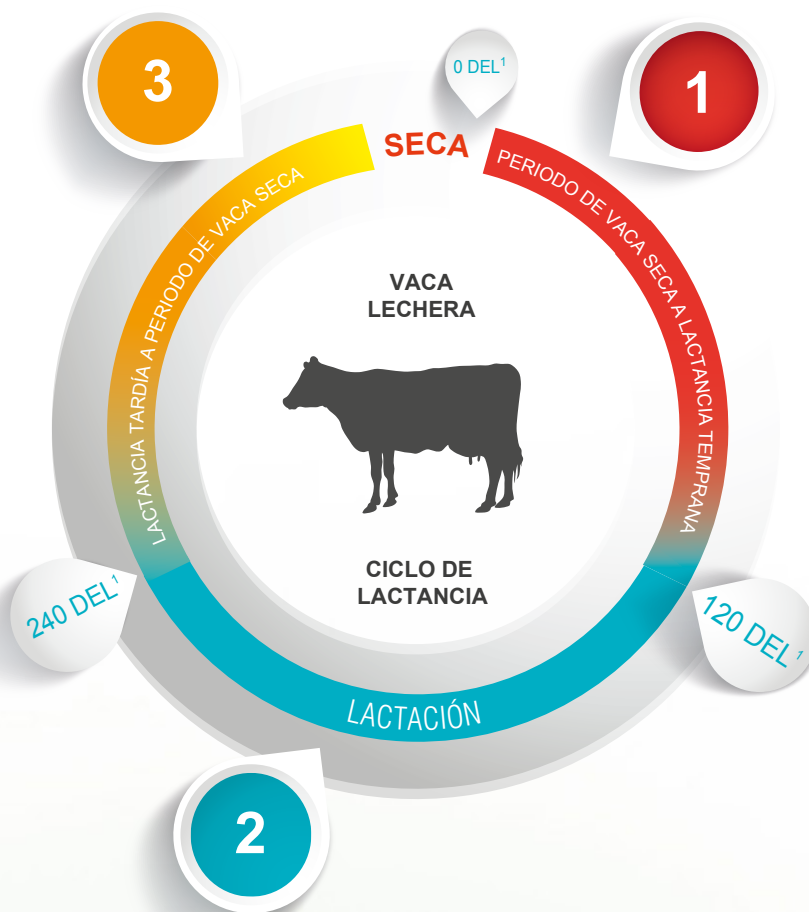 3
0 DEL¹
1
SECA
PERIODO DE VACA SECA A LACTANCIA TEMPRANA
LACTANCIA TARDÍA A PERIODO DE VACA SECA
VACA
LECHERA
CICLO DE
LACTANCIA
240 DEL¹
120 DEL¹
LACTACIÓN
2